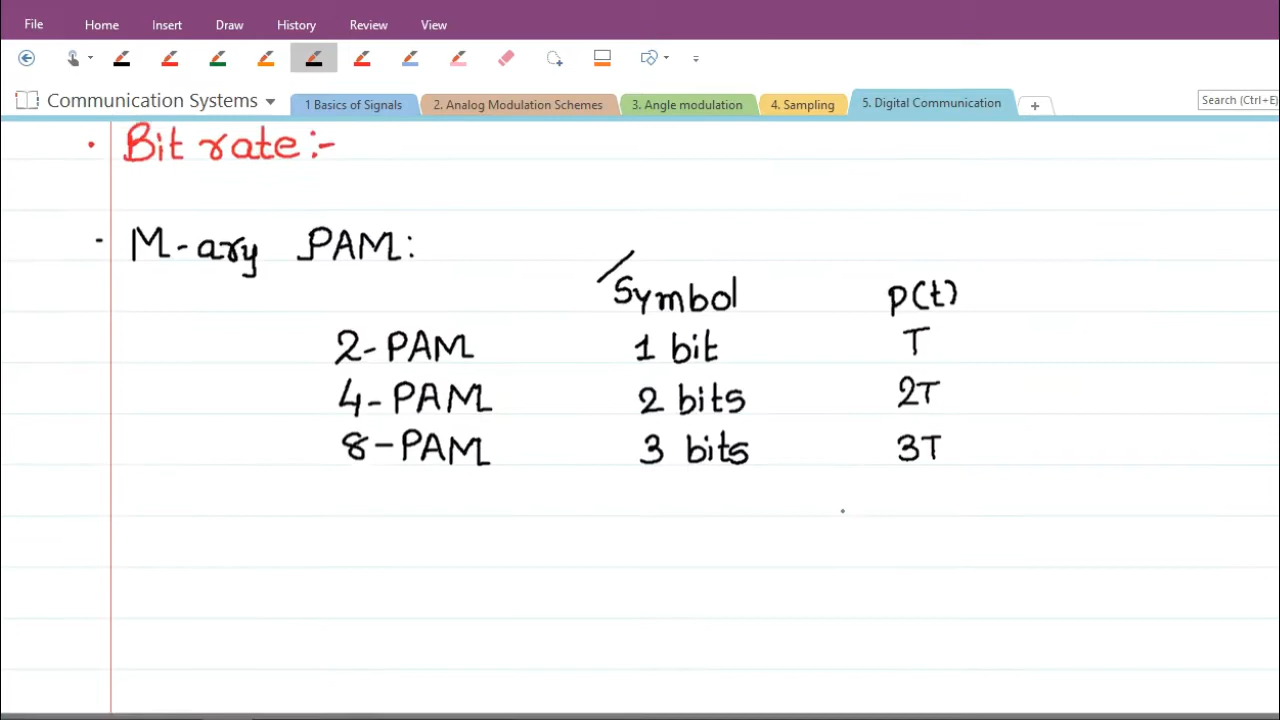 File Home Insert Draw History Review View
Communication Systems 1 Basics of Signals 2. Analog Modulation Schemes 3. Angle modulation 4. Sampling 5. Digital Communication + Search (Ctrl+E)
· Bit rate :-
- M-ary PAM:
/Symbol p(t)
2- PAM 1 bit T
4- PAM 2 bits 2T
8-PAM 3 bits 3T